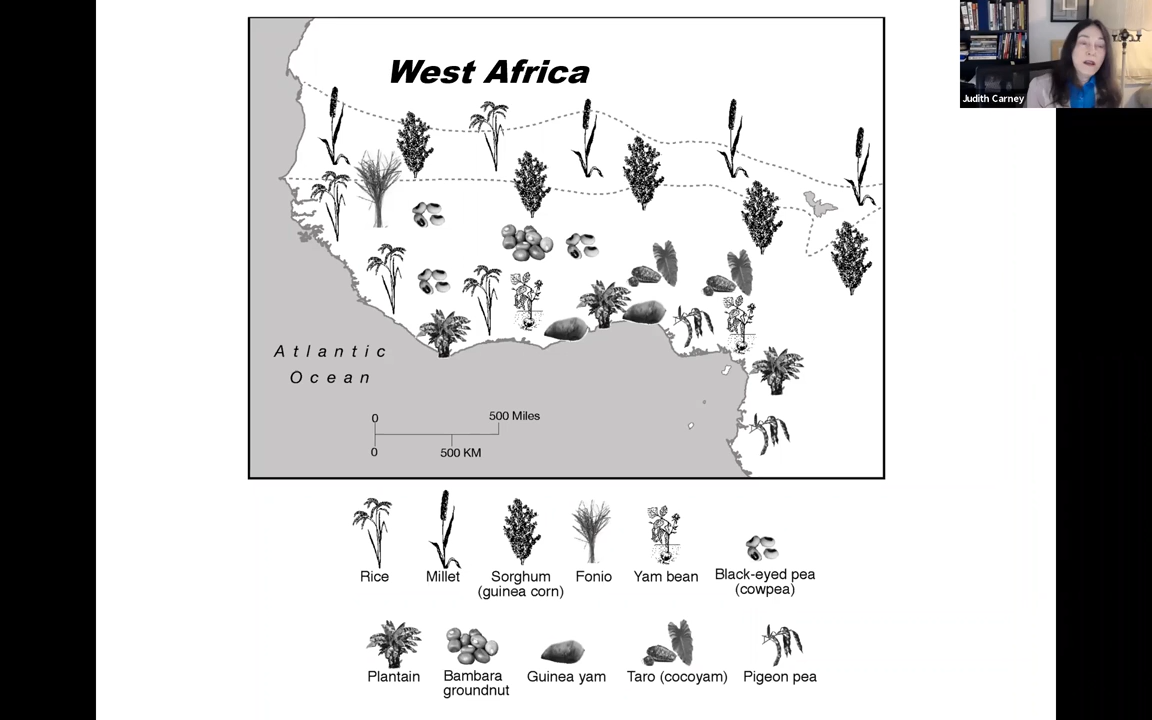 West Africa
Judith Carney
Atlantic
Ocean
0
500 Miles
0
500 KM
Rice
Millet
Sorghum
(guinea corn)
Fonio
Yam bean
Black-eyed pea
(cowpea)
Plantain
Bambara
groundnut
Guinea yam
Taro (cocoyam)
Pigeon pea